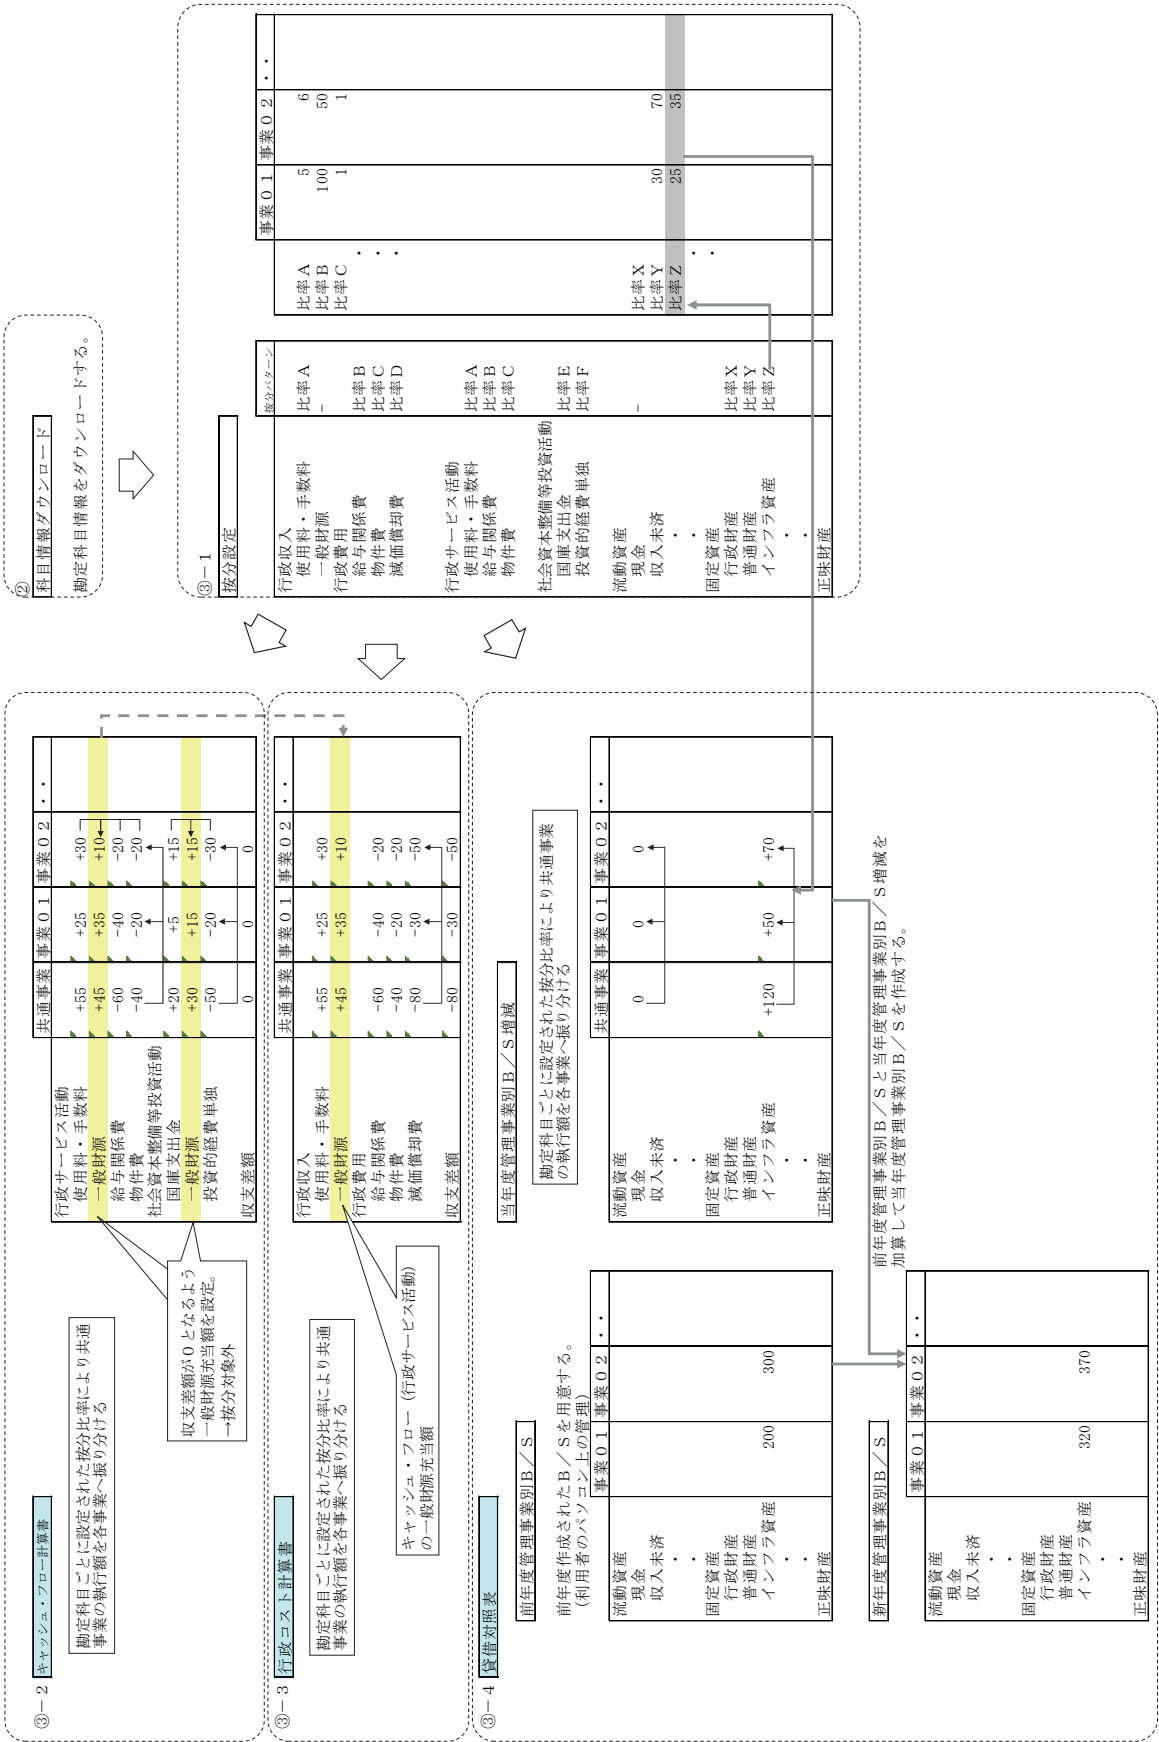 ②
科目情報ダウンロード
勘定科目情報をダウンロードする。
③－1
按分設定
按分パターン
行政収入
使用料・手数料 比率A
一般財源 －
行政費用
給与関係費 比率B
物件費 比率C
減価償却費 比率D
行政サービス活動
使用料・手数料 比率A
給与関係費 比率B
物件費 比率C
社会資本整備等投資活動
国庫支出金 比率E
投資的経費単独 比率F
流動資産
現金 －
収入未済
・
・
固定資産
行政財産 比率X
普通財産 比率Y
インフラ資産 比率Z
・
・
正味財産
事業01 事業02 ・・
比率A 5 6
比率B 100 50
比率C 1 1
・
・
・
比率X
比率Y 30 70
比率Z 25 35
・
・
③－2 キャッシュ・フロー計算書
勘定科目ごとに設定された按分比率により共通
事業の執行額を各事業へ振り分ける
収支差額が0となるよう
一般財源充当額を設定。
→按分対象外
共通事業 事業01 事業02 ・・
行政サービス活動
使用料・手数料 +55 +25 +30
一般財源 +45 +35 +10
給与関係費 -60 -40 -20
物件費 -40 -20 -20
社会資本整備等投資活動
国庫支出金 +20 +5 +15
一般財源 +30 +15 +15
投資的経費単独 -50 -20 -30
収支差額 0 0 0
③－3 行政コスト計算書
勘定科目ごとに設定された按分比率により共通
事業の執行額を各事業へ振り分ける
キャッシュ・フロー（行政サービス活動）
の一般財源充当額
共通事業 事業01 事業02 ・・
行政収入
使用料・手数料 +55 +25 +30
一般財源 +45 +35 +10
行政費用
給与関係費 -60 -40 -20
物件費 -40 -20 -20
減価償却費 -80 -30 -50
収支差額 -80 -30 -50
③－4 貸借対照表
前年度管理事業別B／S
前年度作成されたB／Sを用意する。
(利用者のパソコン上の管理)
事業01 事業02 ・・
流動資産
現金
収入未済
・
・
固定資産
行政財産
普通財産
インフラ資産 200 300
・
・
正味財産
当年度管理事業別B／S増減
勘定科目ごとに設定された按分比率により共通事業
の執行額を各事業へ振り分ける
共通事業 事業01 事業02 ・・
流動資産
現金 0 0 0
収入未済
・
・
固定資産
行政財産
普通財産
インフラ資産 +120 +50 +70
・
・
正味財産
前年度管理事業別B／Sと当年度管理事業別B／S増減を
加算して当年度管理事業別B／Sを作成する。
新年度管理事業別B／S
事業01 事業02 ・・
流動資産
現金
収入未済
・
・
固定資産
行政財産
普通財産
インフラ資産 320 370
・
・
正味財産